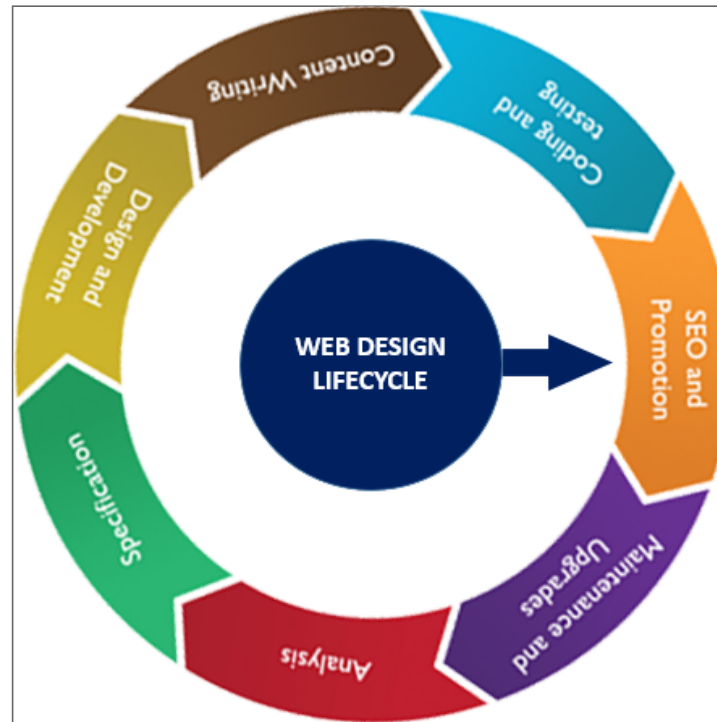 WEB DESIGN
LIFECYCLE
Content Writing
Coding and
testing
SEO and
Promotion
Maintenance and
Upgrades
Analysis
Specification
Design and
Development